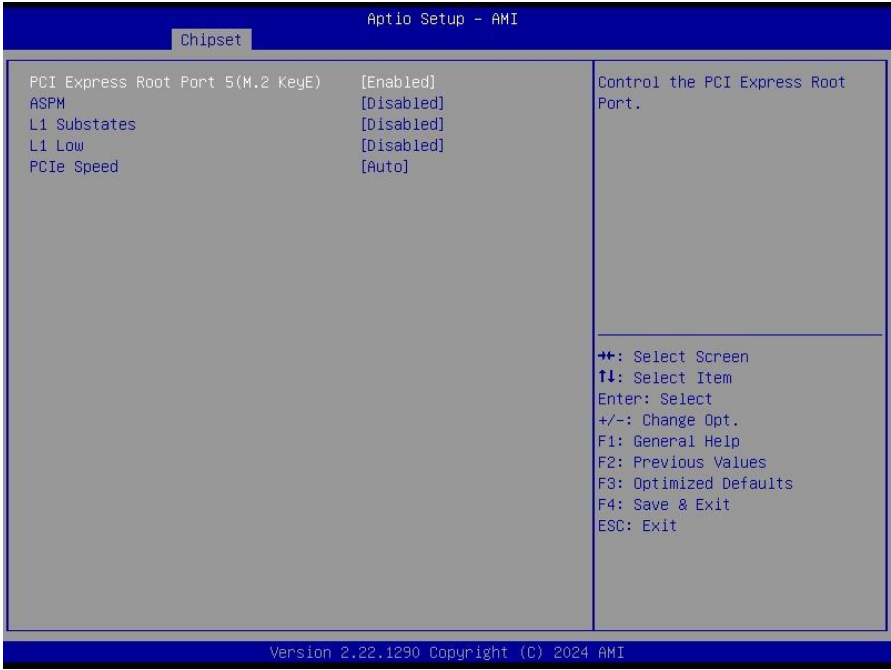 Aptio Setup - AMI
Chipset
PCI Express Root Port 5(M.2 KeyE) [Enabled]
ASPM [Disabled]
L1 Substates [Disabled]
L1 Low [Disabled]
PCIe Speed [Auto]
Control the PCI Express Root
Port.
→←: Select Screen
↑↓: Select Item
Enter: Select
+/-: Change Opt.
F1: General Help
F2: Previous Values
F3: Optimized Defaults
F4: Save & Exit
ESC: Exit
Version 2.22.1290 Copyright (C) 2024 AMI